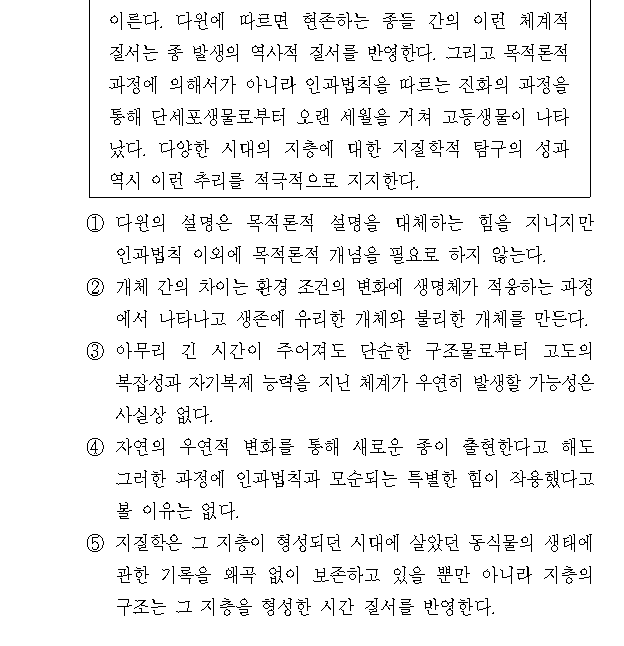 이른다. 다윈에 따르면 현존하는 종들 간의 이런 체계적
질서는 종 발생의 역사적 질서를 반영한다. 그리고 목적론적
과정에 의해서가 아니라 인과법칙을 따르는 진화의 과정을
통해 단세포생물로부터 오랜 세월을 거쳐 고등생물이 나타
났다. 다양한 시대의 지층에 대한 지질학적 탐구의 성과
역시 이런 추리를 적극적으로 지지한다.
① 다윈의 설명은 목적론적 설명을 대체하는 힘을 지니지만
인과법칙 이외에 목적론적 개념을 필요로 하지 않는다.
② 개체 간의 차이는 환경 조건의 변화에 생명체가 적응하는 과정
에서 나타나고 생존에 유리한 개체와 불리한 개체를 만든다.
③ 아무리 긴 시간이 주어져도 단순한 구조물로부터 고도의
복잡성과 자기복제 능력을 지닌 체계가 우연히 발생할 가능성은
사실상 없다.
④ 자연의 우연적 변화를 통해 새로운 종이 출현한다고 해도
그러한 과정에 인과법칙과 모순되는 특별한 힘이 작용했다고
볼 이유는 없다.
⑤ 지질학은 그 지층이 형성되던 시대에 살았던 동식물의 생태에
관한 기록을 왜곡 없이 보존하고 있을 뿐만 아니라 지층의
구조는 그 지층을 형성한 시간 질서를 반영한다.